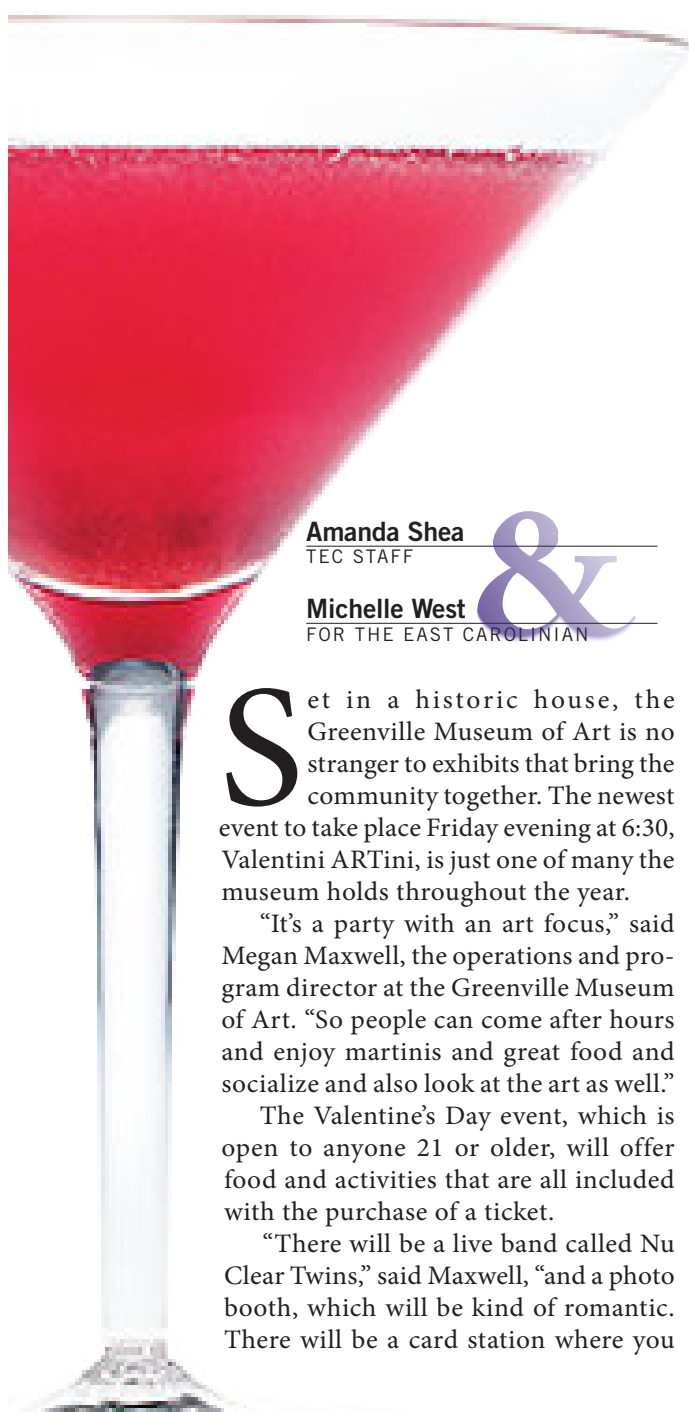 Amanda Shea
TEC STAFF
&
Michelle West
FOR THE EAST CAROLINIAN
Set in a historic house, the
Greenville Museum of Art is no
stranger to exhibits that bring the
community together. The newest
event to take place Friday evening at 6:30,
Valentini ARTini, is just one of many the
museum holds throughout the year.
“It’s a party with an art focus,” said
Megan Maxwell, the operations and pro-
gram director at the Greenville Museum
of Art. “So people can come after hours
and enjoy martinis and great food and
socialize and also look at the art as well.”
The Valentine’s Day event, which is
open to anyone 21 or older, will offer
food and activities that are all included
with the purchase of a ticket.
“There will be a live band called Nu
Clear Twins,” said Maxwell, “and a photo
booth, which will be kind of romantic.
There will be a card station where you